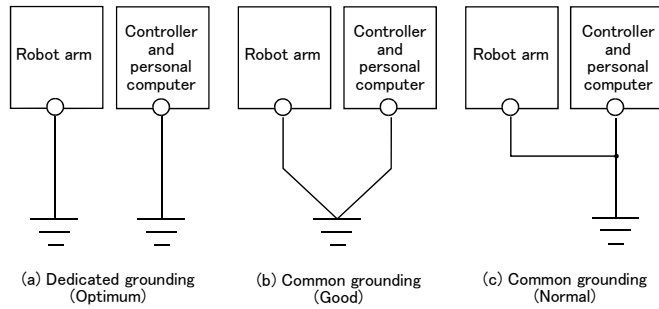 Robot arm
Controller
and
personal
computer
Robot arm
Controller
and
personal
computer
Robot arm
Controller
and
personal
computer
(a) Dedicated grounding
(Optimum)
(b) Common grounding
(Good)
(c) Common grounding
(Normal)